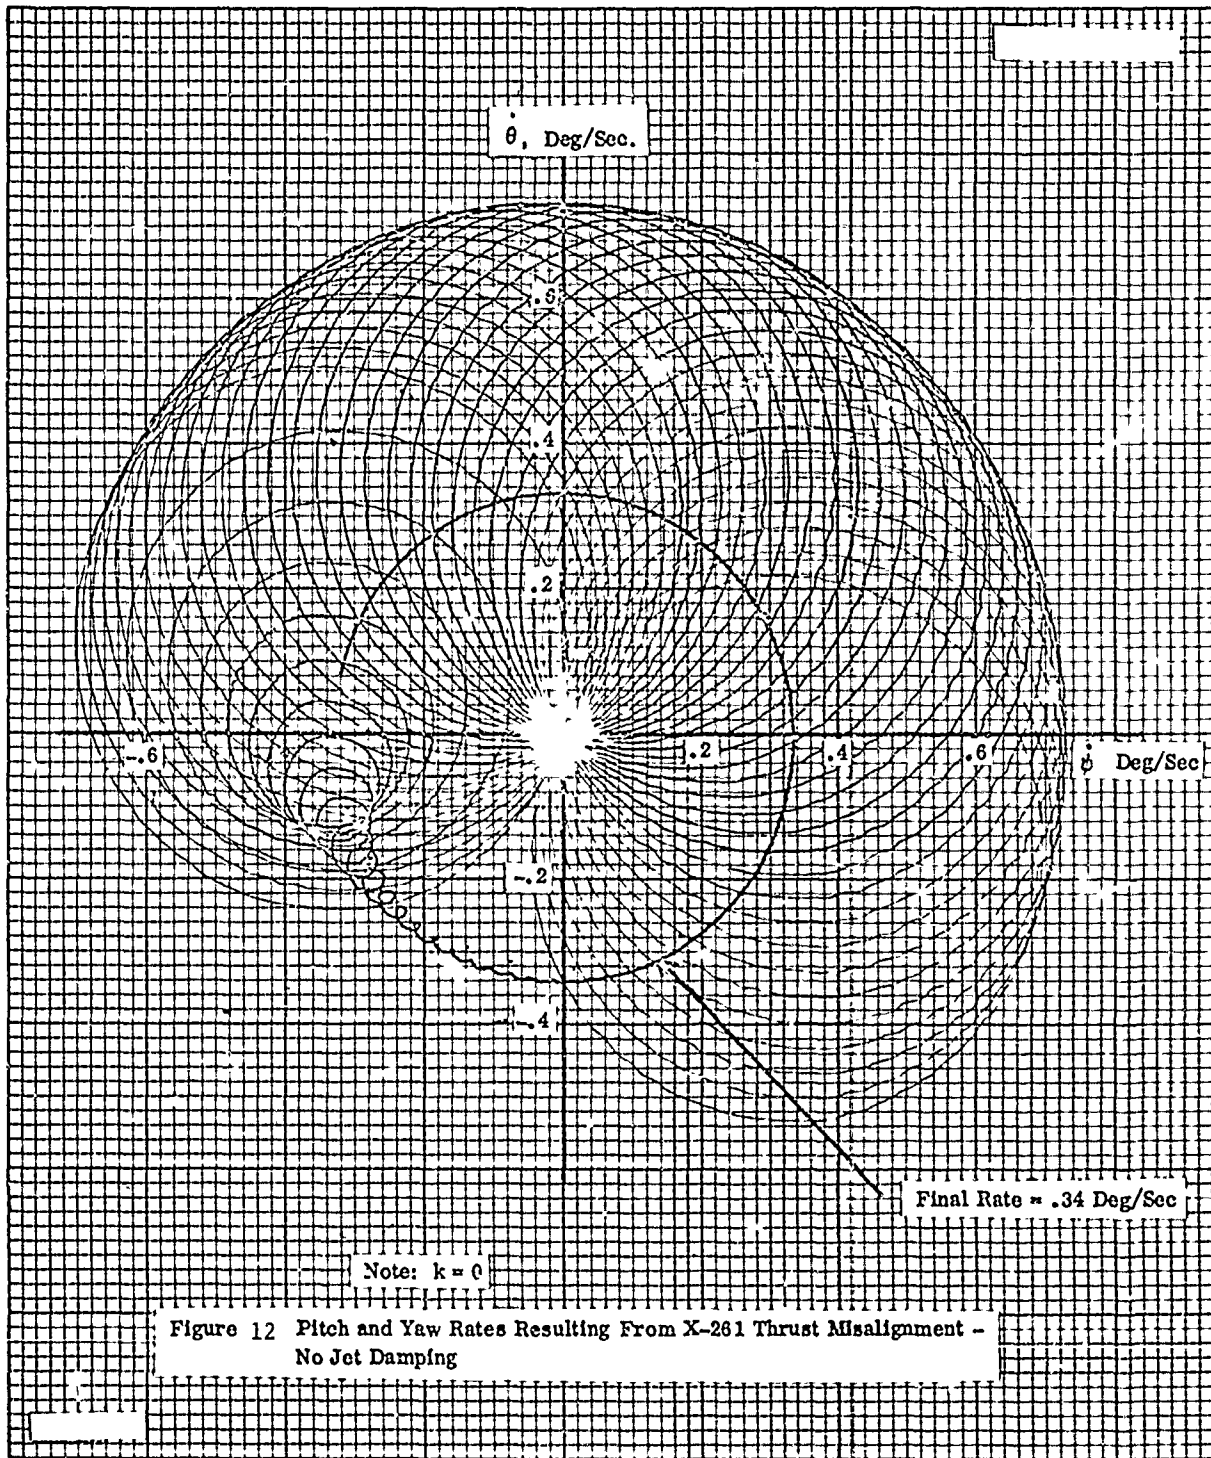 θ̇, Deg/Sec.
.6
.4
.2
-.6
.2
.4
.6
Deg/Sec
-.2
-.4
Final Rate = .34 Deg/Sec
Note: k = 0
Figure 12 Pitch and Yaw Rates Resulting From X-261 Thrust Misalignment -
No Jet Damping